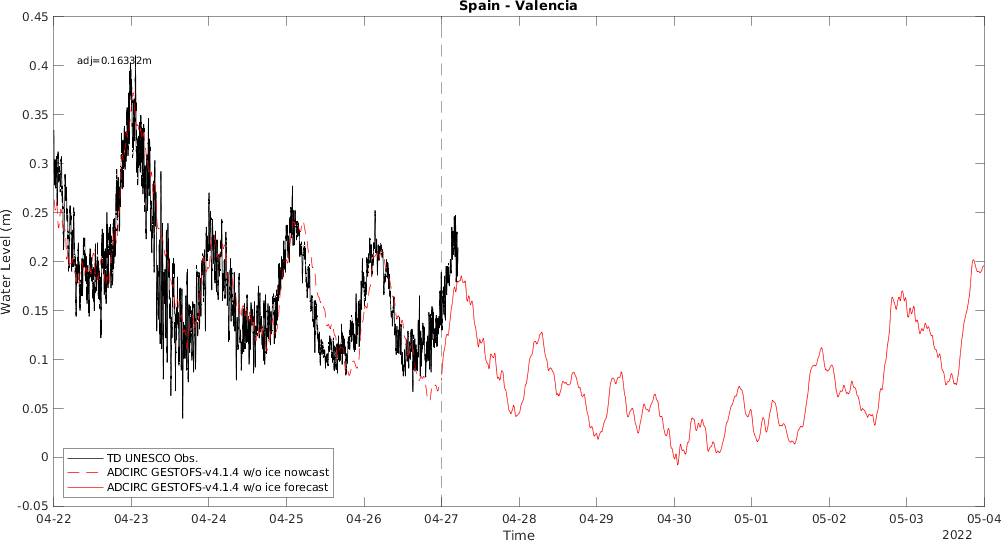 Spain - Valencia
adj=0.16332m
0.45
0.4
0.35
0.3
0.25
0.2
0.15
0.1
0.05
0
-0.05
Water Level (m)
TD UNESCO Obs.
ADCIRC GESTOFS-v4.1.4 w/o ice nowcast
ADCIRC GESTOFS-v4.1.4 w/o ice forecast
04-22 04-23 04-24 04-25 04-26 04-27 04-28 04-29 04-30 05-01 05-02 05-03 05-04
Time
2022